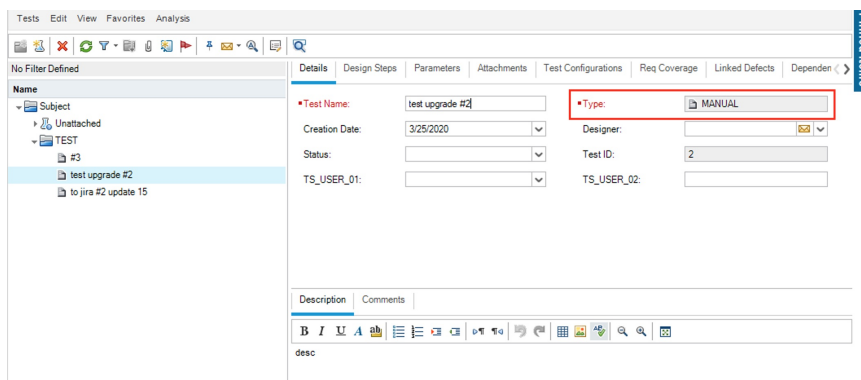 Tests Edit View Favorites Analysis
No Filter Defined
Name
Subject
Unattached
TEST
#3
test upgrade #2
to jira #2 update 15
Details Design Steps Parameters Attachments Test Configurations Req Coverage Linked Defects Dependen
Test Name: test upgrade #2 Type: MANUAL
Creation Date: 3/25/2020 Designer:
Status: Test ID: 2
TS_USER_01: TS_USER_02:
Description Comments
B I U A ab
desc